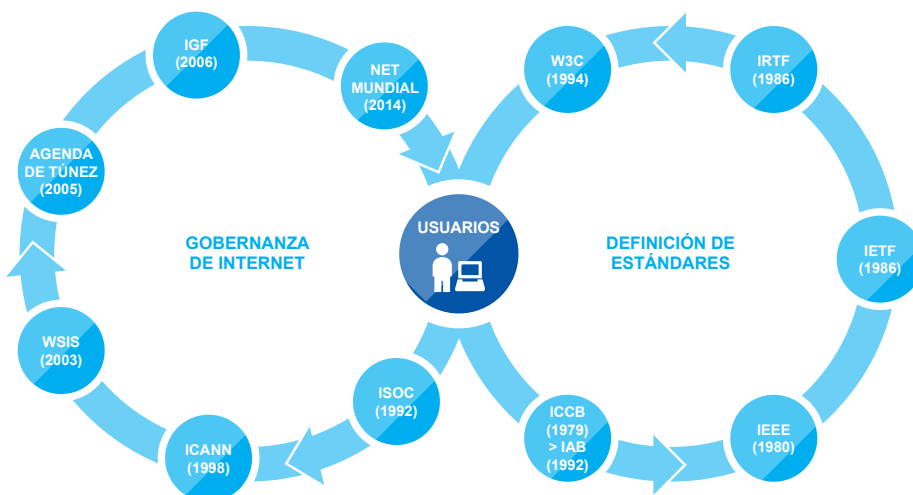 IGF
(2006)
NET
MUNDIAL
(2014)
W3C
(1994)
IRTF
(1986)
AGENDA
DE TÚNEZ
(2005)
USUARIOS
GOBERNANZA
DE INTERNET
DEFINICIÓN DE
ESTÁNDARES
IETF
(1986)
WSIS
(2003)
ISOC
(1992)
ICCB
(1979)
> IAB
(1992)
IEEE
(1980)
ICANN
(1998)